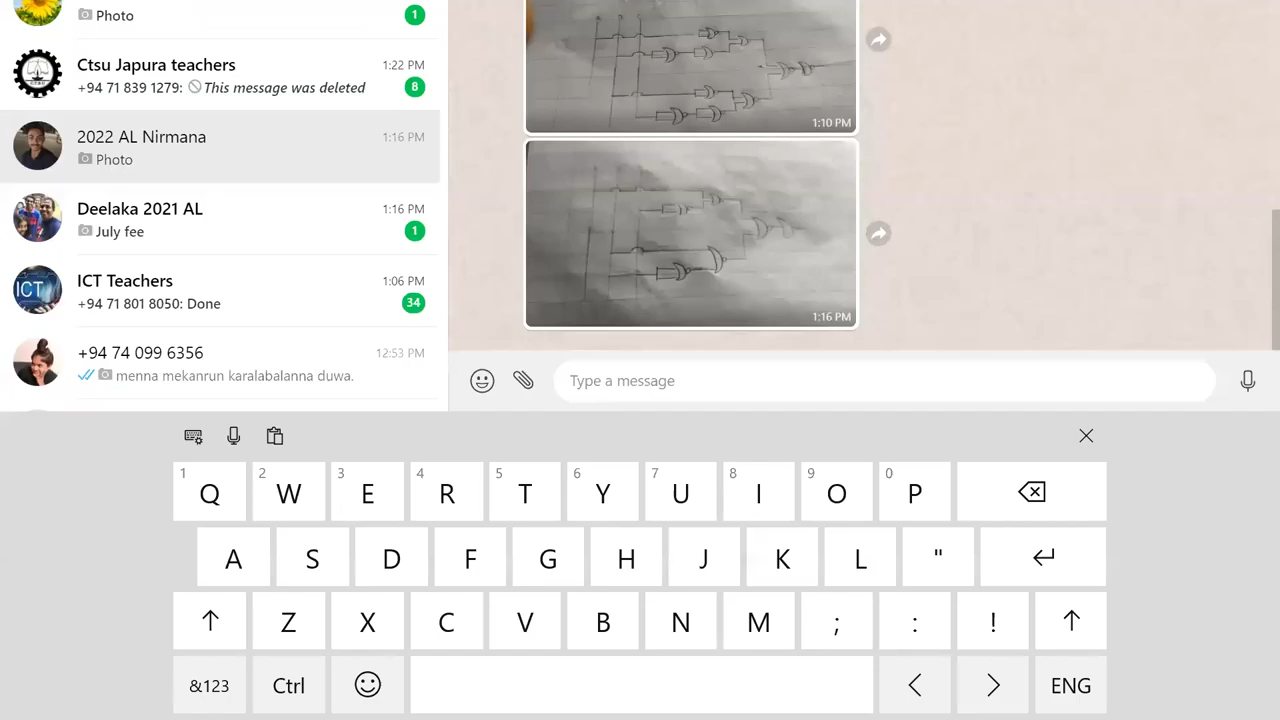 Photo
1
Ctsu Japura teachers
1:22 PM
+94 71 839 1279: This message was deleted
8
2022 AL Nirmana
1:16 PM
Photo
Deelaka 2021 AL
1:16 PM
July fee
1
ICT Teachers
1:06 PM
+94 71 801 8050: Done
34
ICT
+94 74 099 6356
12:53 PM
menna mekanrun karalabalanna duwa.
1:10 PM
1:16 PM
Type a message
1 2 3 4 5 6 7 8 9 0
Q W E R T Y U I O P
A S D F G H J K L "
Z X C V B N M ; : !
&123 Ctrl ENG